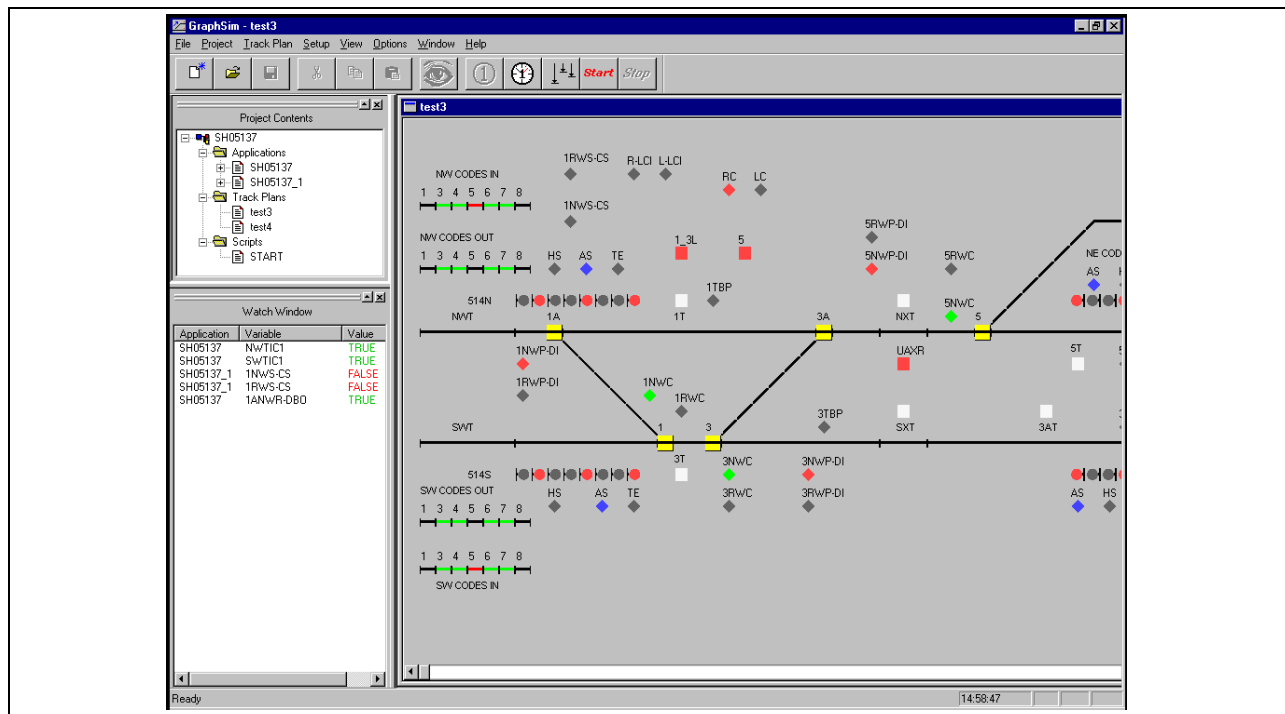 GraphSim - test3
File Project Track Plan Setup View Options Window Help
1 Start Stop
Project Contents
SH05137
Applications
SH05137
SH05137_1
Track Plans
test3
test4
Scripts
START
Watch Window
Application Variable Value
SH05137 NWTIC1 TRUE
SH05137 SWTIC1 TRUE
SH05137_1 1NWS-CS FALSE
SH05137_1 1RWS-CS FALSE
SH05137 1ANWR-DBO TRUE
test3
1RWS-CS R-LCI L-LCI
NW CODES IN RC LC
1 3 4 5 6 7 8
1NWS-CS
5RWP-DI
NW CODES OUT 1_3L 5
1 3 4 5 6 7 8 HS AS TE 5NWP-DI 5RWC NE COD
AS
1TBP
514N 5NWC
NWT 1A 1T 3A NXT 5
1NWP-DI UAXR 5T
1RWP-DI 1NWC
1RWC
3TBP
SWT 1 3 SXT 3AT
3T 3NWC 3NWP-DI
514S
SW CODES OUT HS AS TE 3RWC 3RWP-DI AS HS
1 3 4 5 6 7 8
1 3 4 5 6 7 8
SW CODES IN
Ready 14:58:47